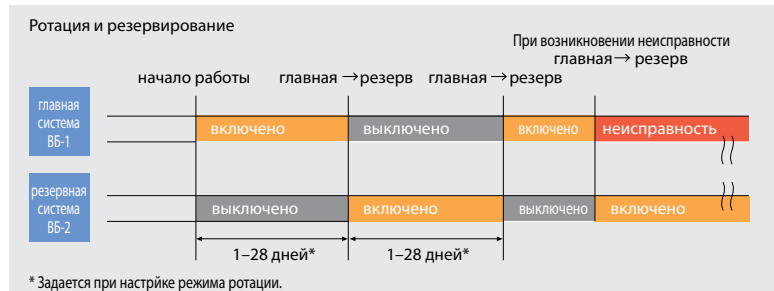 Ротация и резервирование
При возникновении неисправности
главная→ резерв
начало работы главная →резерв главная →резерв
главная
система
ВБ-1
включено выключено включено неисправность
резервная
система
ВБ-2
выключено включено выключено включено
1–28 дней* 1–28 дней*
* Задается при настрйке режима ротации.